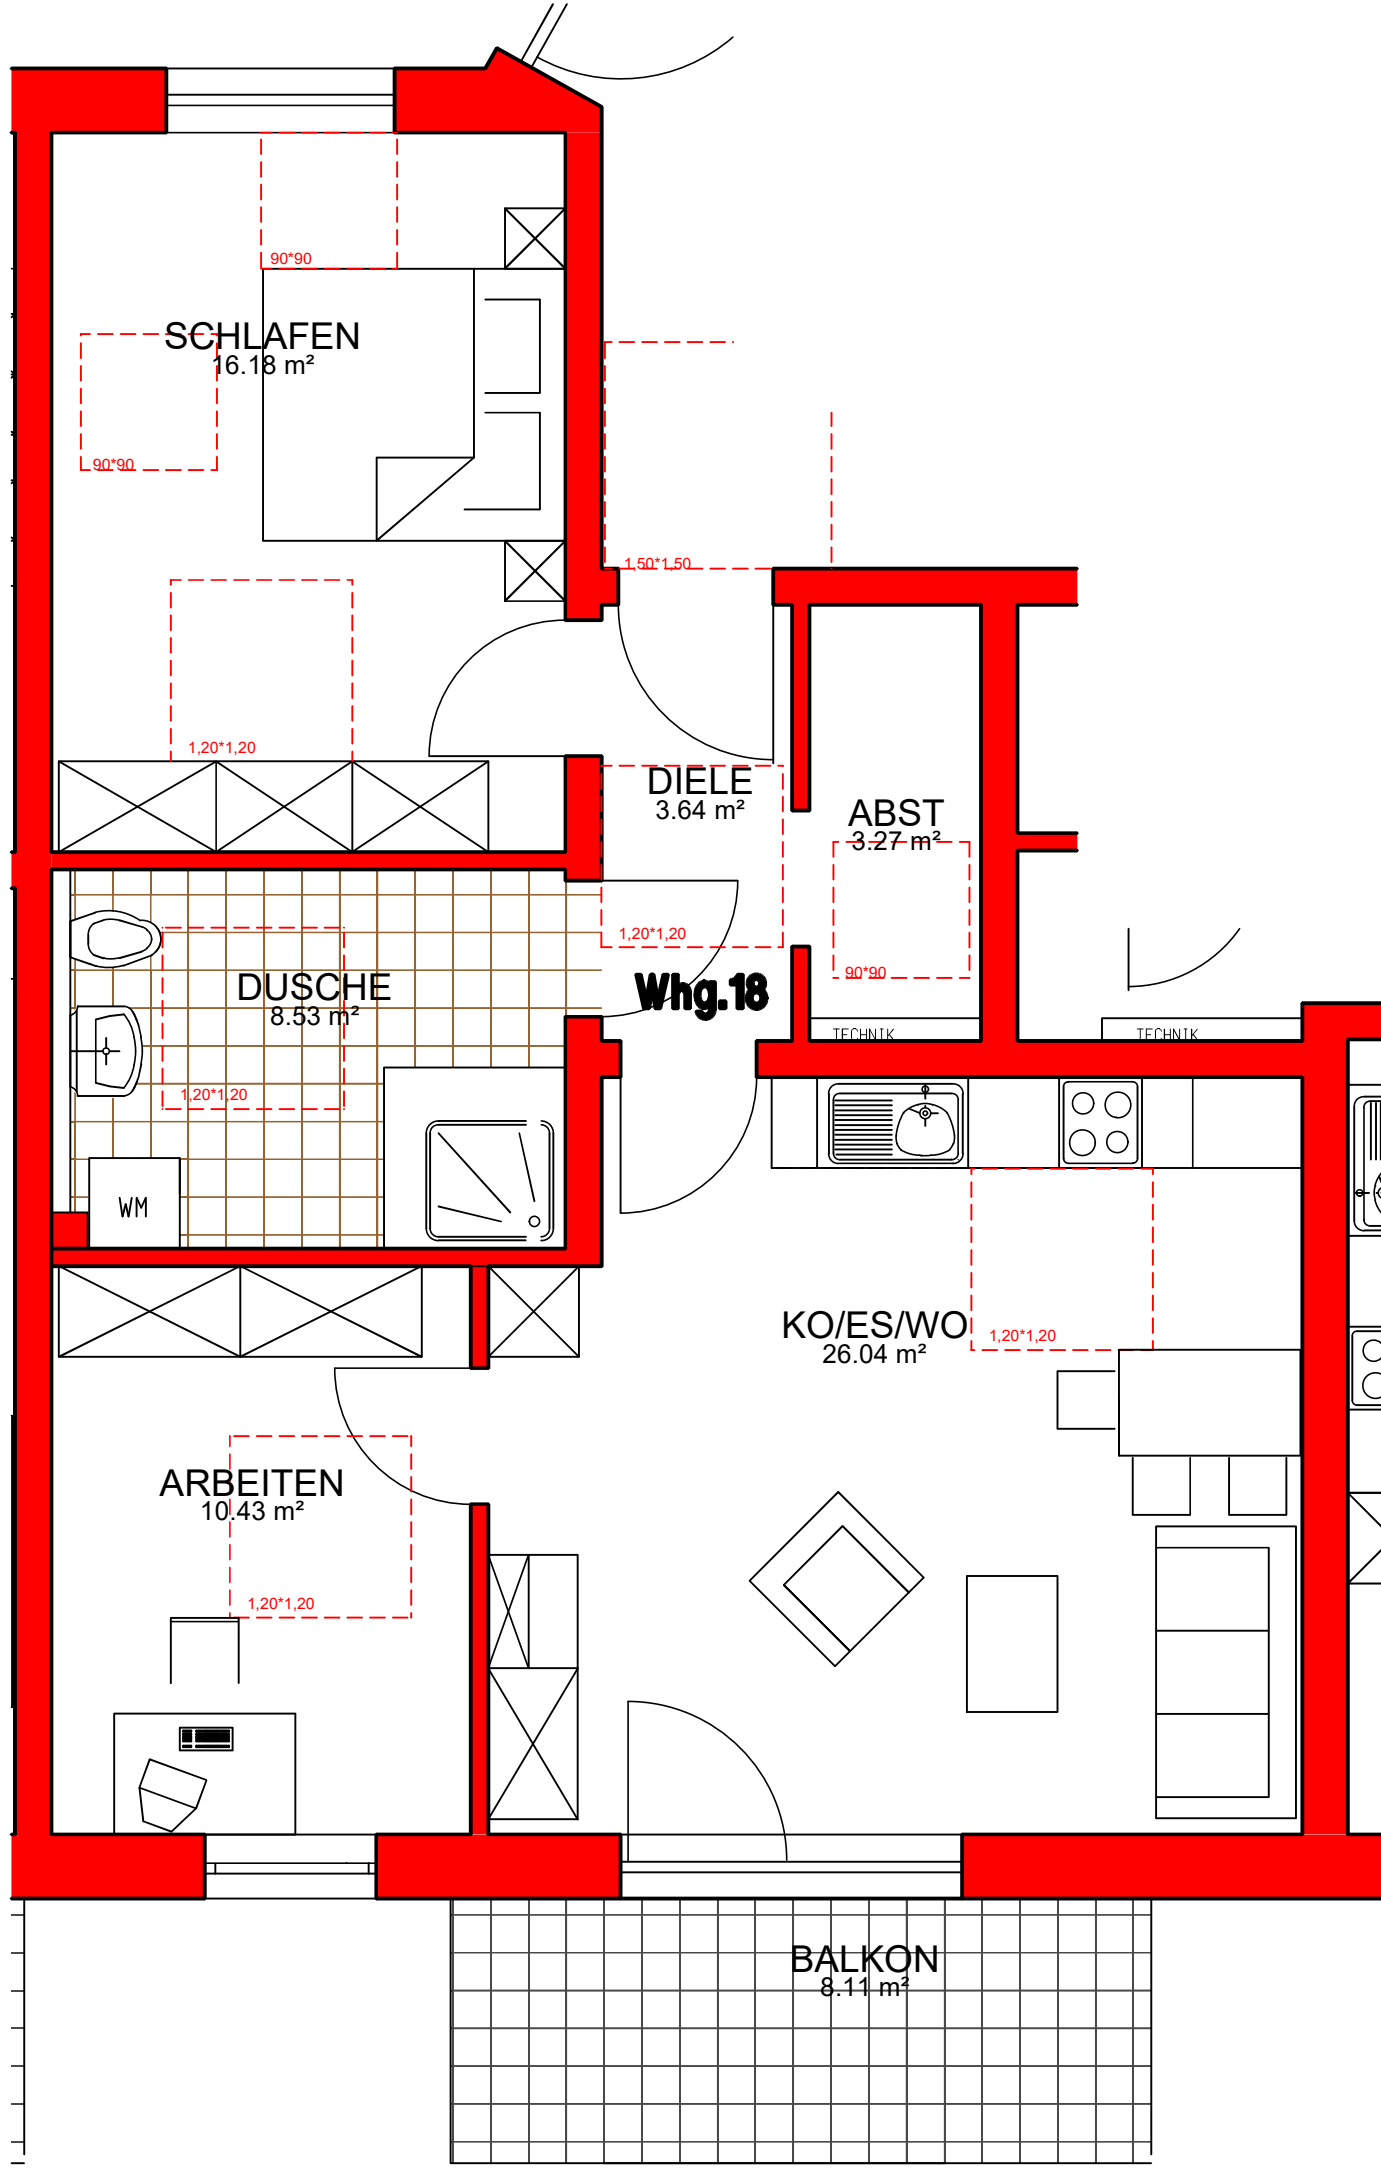 90*90
SCHLAFEN
16.18 m²
90*90
1,50*1,50
1,20*1,20
DIELE
3.64 m²
ABST
3.27 m²
1,20*1,20
90*90
DUSCHE
8.53 m²
Whg.18
TECHNIK
TECHNIK
1,20*1,20
WM
KO/ES/WO
26.04 m²
1,20*1,20
ARBEITEN
10.43 m²
1,20*1,20
BALKON
8.11 m²